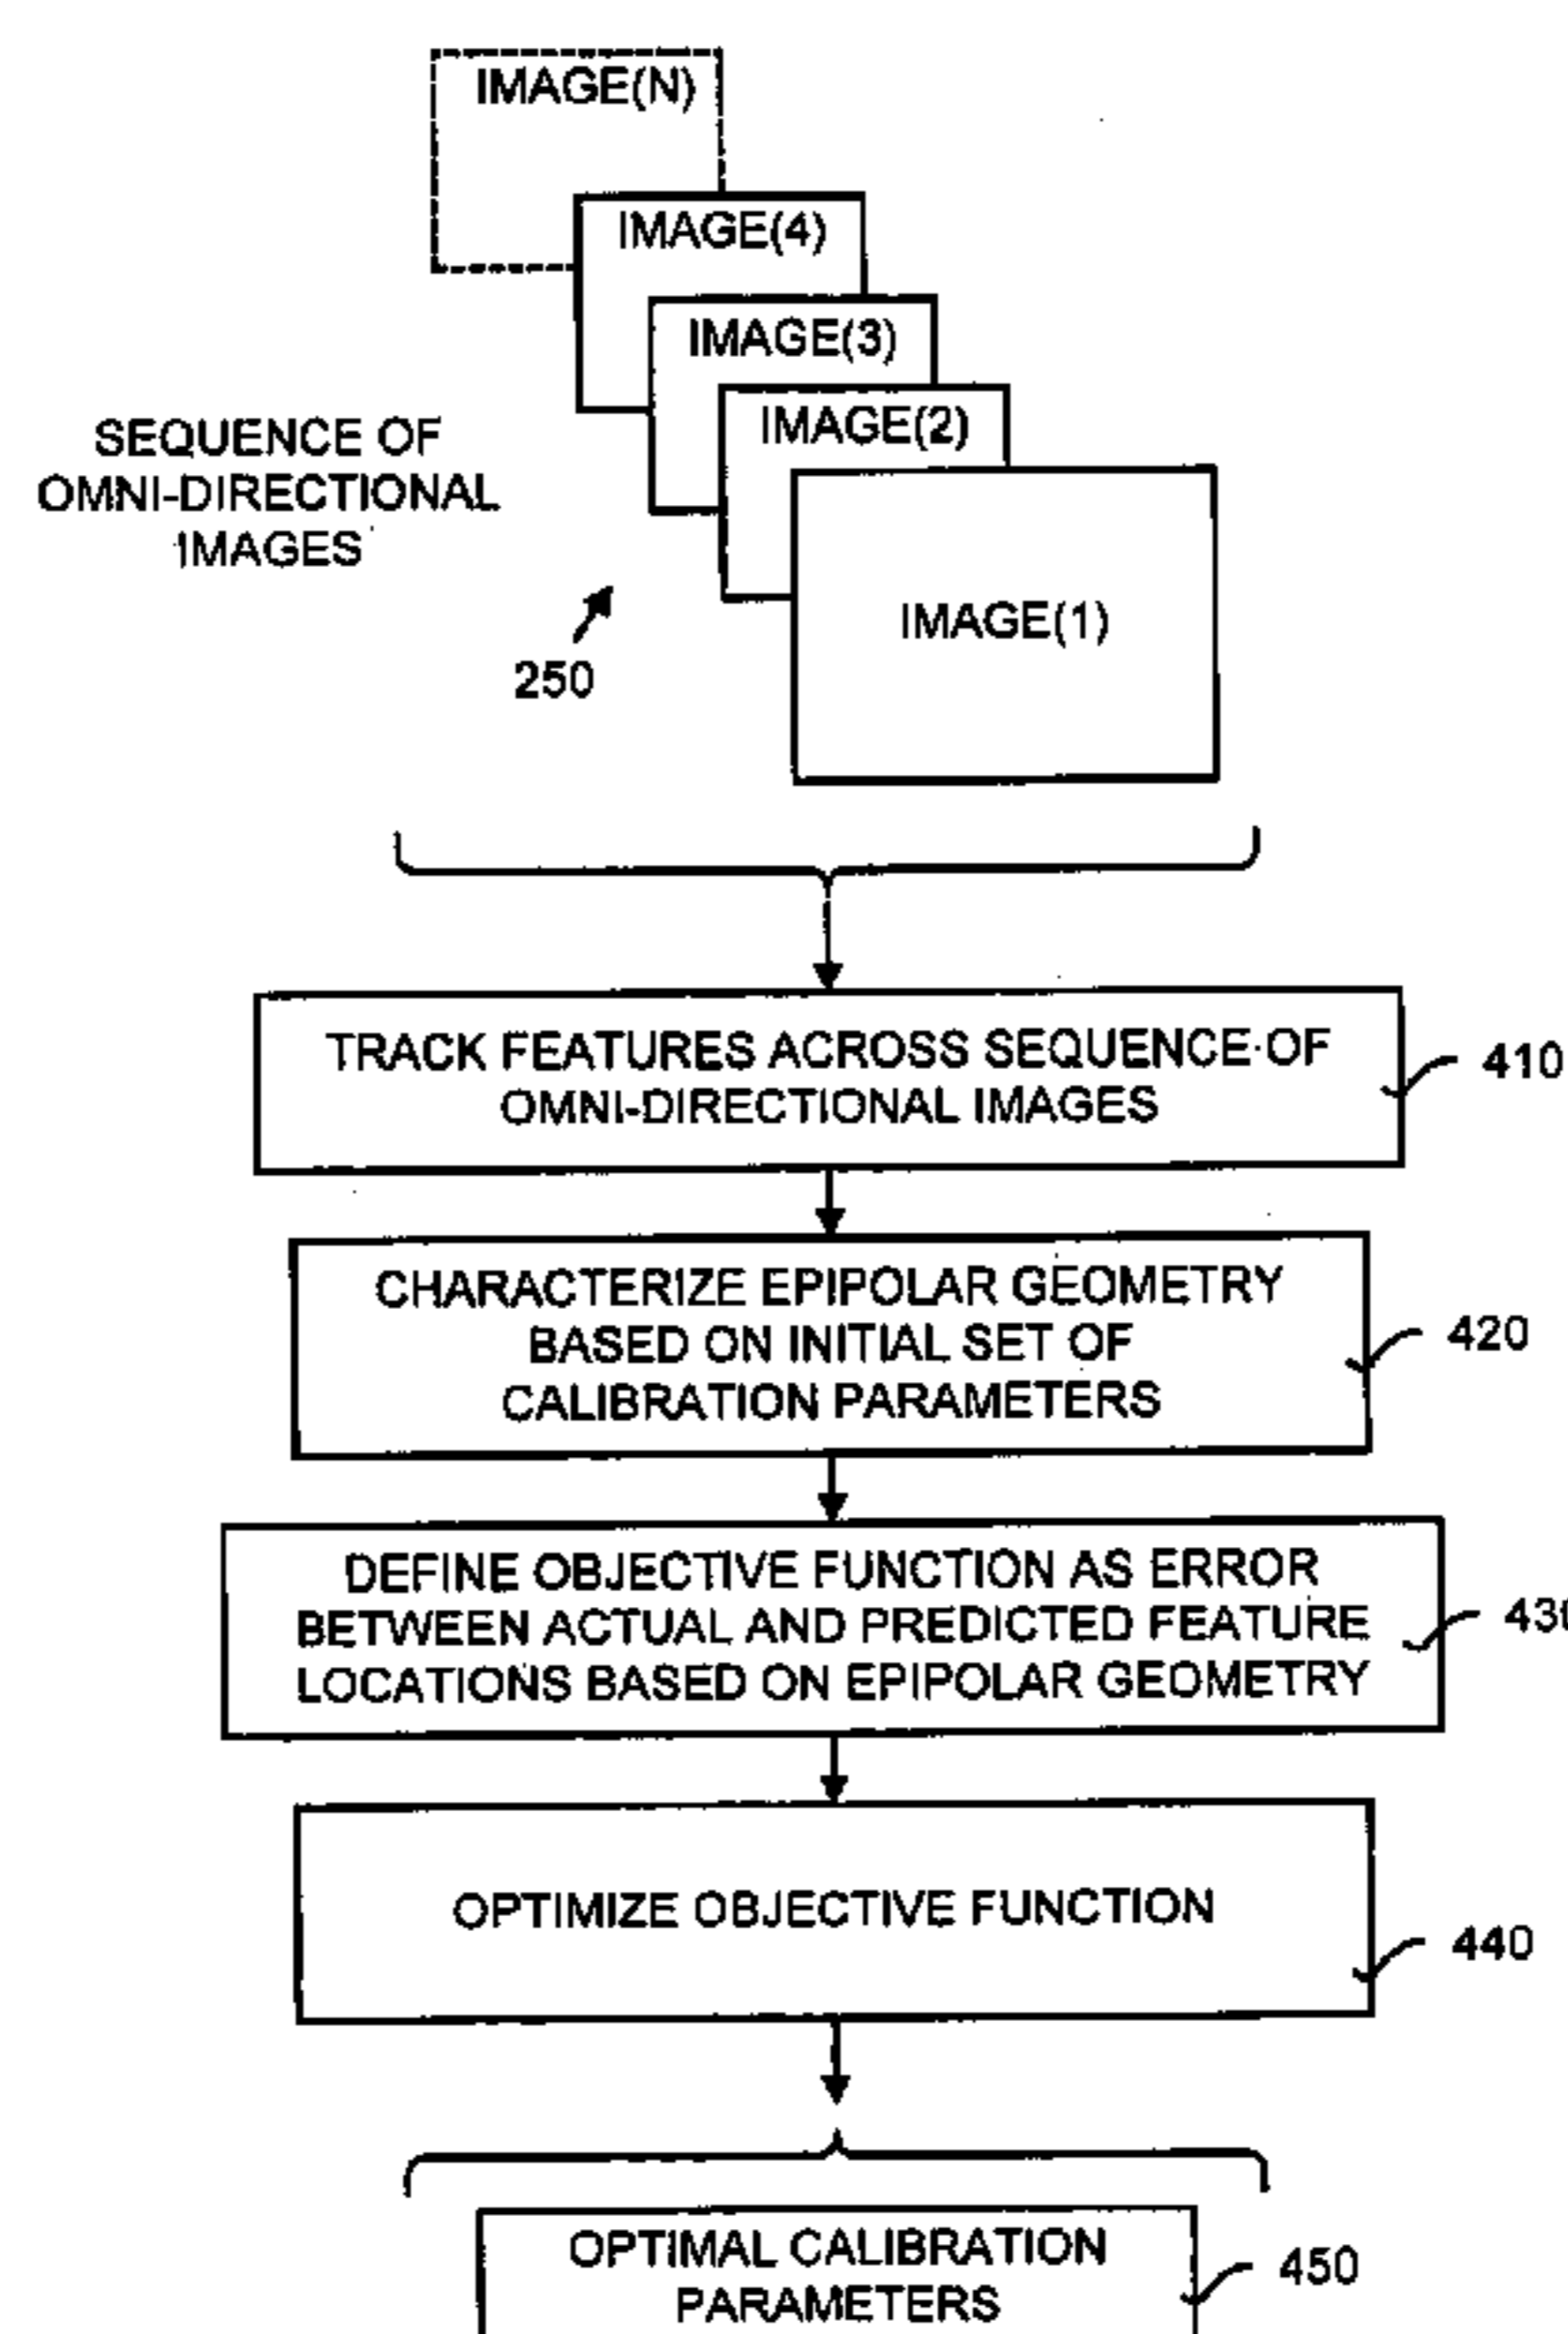 IMAGE(N)
IMAGE(4)
IMAGE(3)
IMAGE(2)
IMAGE(1)
SEQUENCE OF
OMNI-DIRECTIONAL
IMAGES
250
TRACK FEATURES ACROSS SEQUENCE OF
OMNI-DIRECTIONAL IMAGES
410
CHARACTERIZE EPIPOLAR GEOMETRY
BASED ON INITIAL SET OF
CALIBRATION PARAMETERS
420
DEFINE OBJECTIVE FUNCTION AS ERROR
BETWEEN ACTUAL AND PREDICTED FEATURE
LOCATIONS BASED ON EPIPOLAR GEOMETRY
430
OPTIMIZE OBJECTIVE FUNCTION
440
OPTIMAL CALIBRATION
PARAMETERS
450